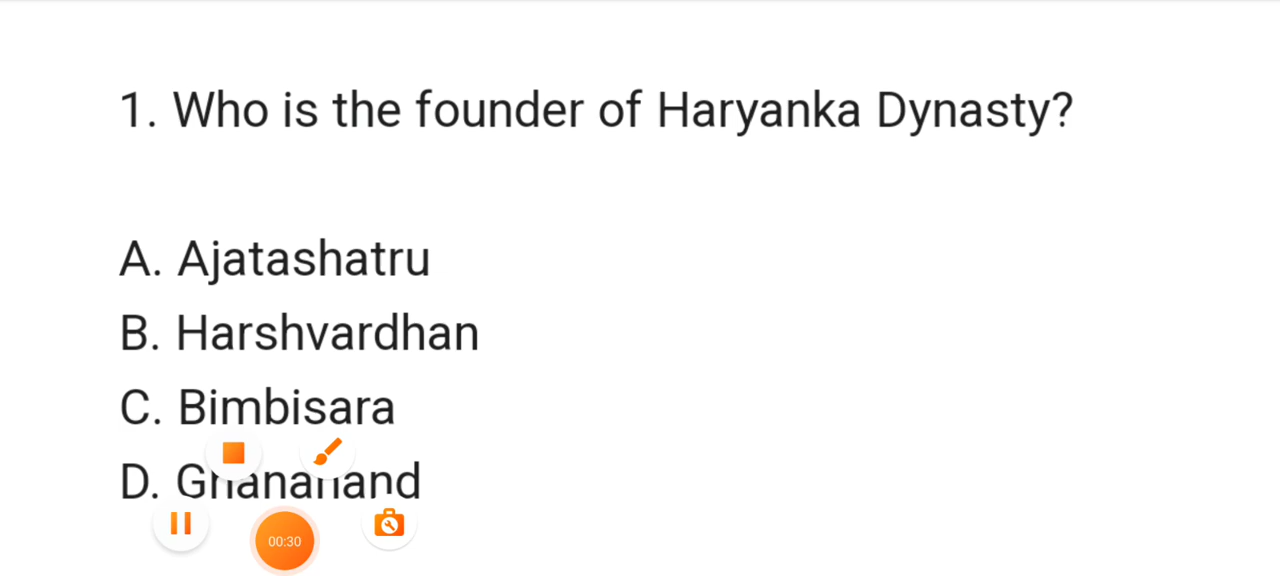 1. Who is the founder of Haryanka Dynasty?
A. Ajatashatru
B. Harshvardhan
C. Bimbisara
D. Ghananand
00:30